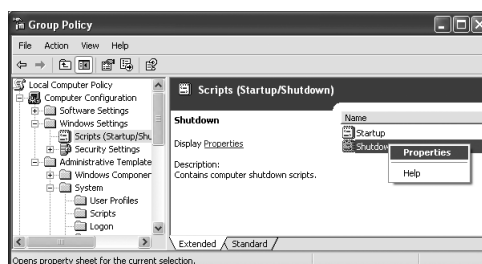 Group Policy
File Action View Help
Local Computer Policy
Computer Configuration
Software Settings
Windows Settings
Scripts (Startup/Shu
Security Settings
Administrative Template
Windows Componer
System
User Profiles
Scripts
Logon
Scripts (Startup/Shutdown)
Shutdown
Display Properties
Description:
Contains computer shutdown scripts.
Name
Startup
Shutdow
Properties
Help
Extended Standard
Opens property sheet for the current selection.